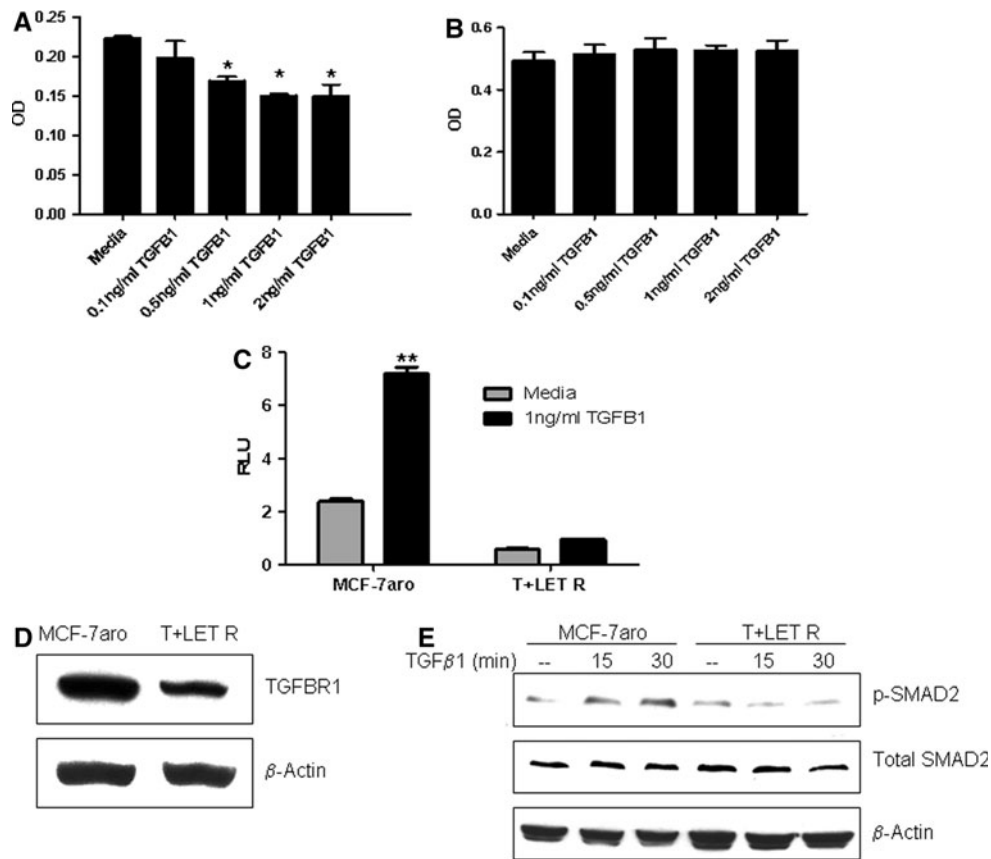 A
0.25
0.20
0.15
0.10
0.05
0.00
OD
*
*
*
Media
0.1ng/ml TGFB1
0.5ng/ml TGFB1
1ng/ml TGFB1
2ng/ml TGFB1
B
0.6
0.4
0.2
0.0
OD
Media
0.1ng/ml TGFB1
0.5ng/ml TGFB1
1ng/ml TGFB1
2ng/ml TGFB1
C
8
6
4
2
0
RLU
**
Media
1ng/ml TGFB1
MCF-7aro
T+LET R
D
MCF-7aro T+LET R
TGFBR1
β-Actin
E
MCF-7aro T+LET R
TGFβ1 (min) -- 15 30 -- 15 30
p-SMAD2
Total SMAD2
β-Actin